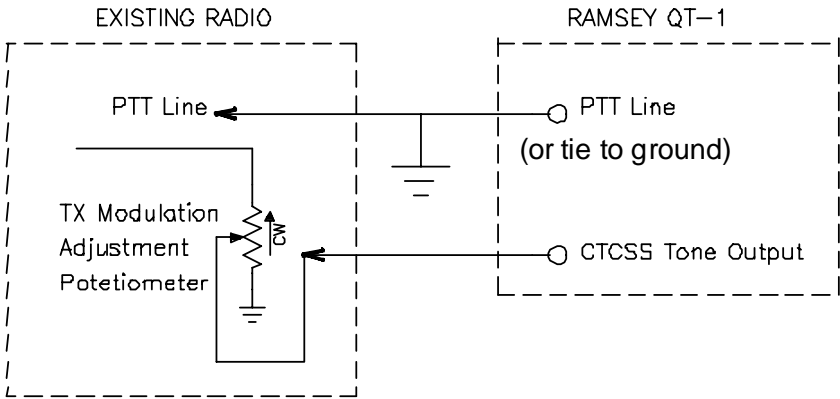 EXISTING RADIO
RAMSEY QT-1
PTT Line
PTT Line
(or tie to ground)
TX Modulation
Adjustment
Potetiometer
CW
CTCSS Tone Output